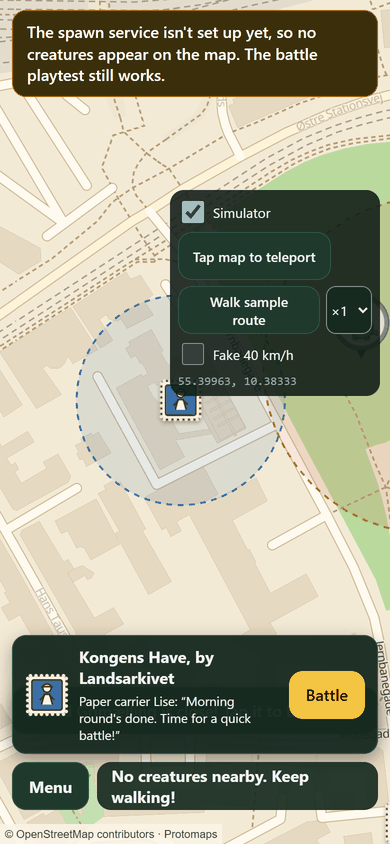 The spawn service isn't set up yet, so no
creatures appear on the map. The battle
playtest still works.
Østre Stationsvej
Simulator
Tap map to teleport
Walk sample
route
×1
Fake 40 km/h
55.39963, 10.38333
Kongens Have, by
Landsarkivet
Paper carrier Lise: “Morning
round's done. Time for a quick
battle!”
Battle
Menu
No creatures nearby. Keep
walking!
© OpenStreetMap contributors · Protomaps